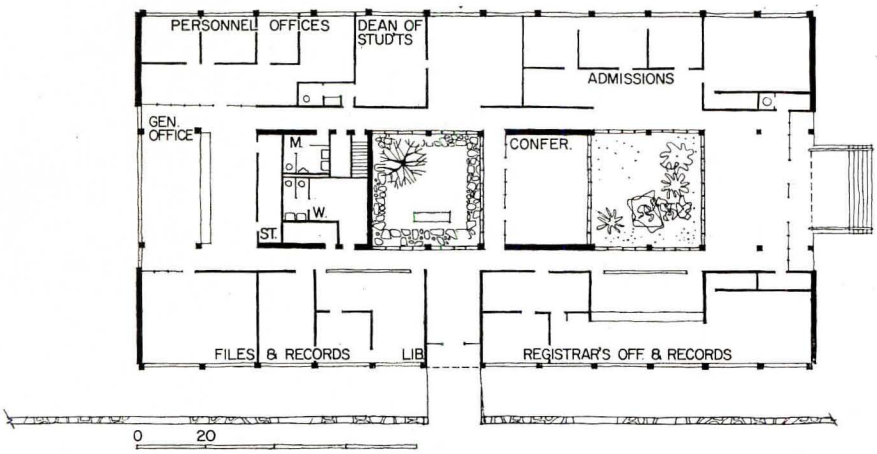 PERSONNEL OFFICES
DEAN OF
STUD'TS
ADMISSIONS
GEN.
OFFICE
M.
CONFER.
W.
ST.
FILES & RECORDS
LIB.
REGISTRAR'S OFF. & RECORDS
0 20